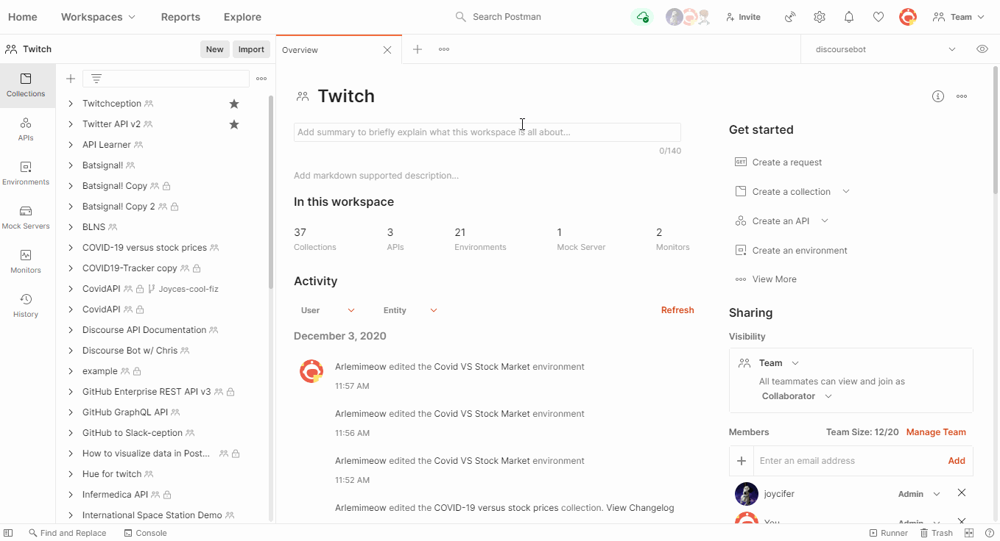 Home Workspaces Reports Explore Search Postman Invite Team
Twitch New Import Overview discoursebot
Collections
APIs
Environments
Mock Servers
Monitors
History
Twitchception
Twitter API v2
API Learner
Batsignal!
Batsignal! Copy
Batsignal! Copy 2
BLNS
COVID-19 versus stock prices
COVID19-Tracker copy
CovidAPI Joyces-cool-fiz
CovidAPI
Discourse API Documentation
Discourse Bot w/ Chris
example
GitHub Enterprise REST API v3
GitHub GraphQL API
GitHub to Slack-ception
How to visualize data in Post...
Hue for twitch
Infermedica API
International Space Station Demo
Twitch
Add summary to briefly explain what this workspace is all about...
0/140
Add markdown supported description...
In this workspace
37 3 21 1 2
Collections APIs Environments Mock Server Monitors
Activity
User Entity Refresh
December 3, 2020
Arlemimeow edited the Covid VS Stock Market environment
11:57 AM
Arlemimeow edited the Covid VS Stock Market environment
11:56 AM
Arlemimeow edited the Covid VS Stock Market environment
11:52 AM
Arlemimeow edited the COVID-19 versus stock prices collection. View Changelog
Get started
GET Create a request
Create a collection
Create an API
Create an environment
View More
Sharing
Visibility
Team
All teammates can view and join as
Collaborator
Members Team Size: 12/20 Manage Team
Enter an email address Add
joycifer Admin
You Admin
Find and Replace Console Runner Trash